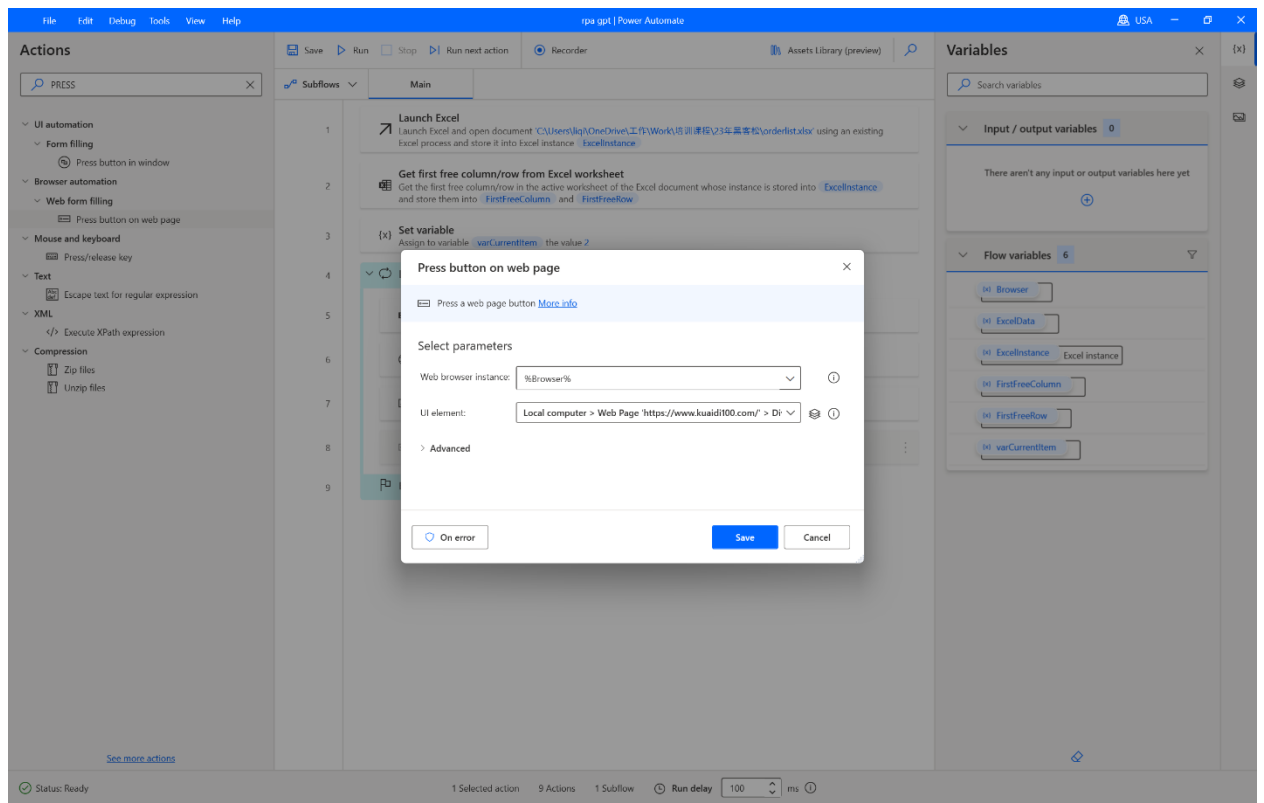 File Edit Debug Tools View Help
rpa gpt | Power Automate
USA
Actions
PRESS
UI automation
Form filling
Press button in window
Browser automation
Web form filling
Press button on web page
Mouse and keyboard
Press/release key
Text
Escape text for regular expression
XML
Execute XPath expression
Compression
Zip files
Unzip files
See more actions
Save Run Stop Run next action Recorder Assets Library (preview)
Subflows Main
1
Launch Excel
Launch Excel and open document 'C:\Users\liqi\OneDrive\工作\Work\培训课程\23年黑客松\orderlist.xlsx' using an existing
Excel process and store it into Excel instance ExcelInstance
2
Get first free column/row from Excel worksheet
Get the first free column/row in the active worksheet of the Excel document whose instance is stored into ExcelInstance
and store them into FirstFreeColumn and FirstFreeRow
3
Set variable
Assign to variable varCurrentItem the value 2
4
5
6
7
8
9
Press button on web page
Press a web page button More info
Select parameters
Web browser instance: %Browser%
UI element: Local computer > Web Page 'https://www.kuaidi100.com/' > Di
Advanced
On error Save Cancel
Variables
{x}
Search variables
Input / output variables 0
There aren't any input or output variables here yet
Flow variables 6
Browser
ExcelData
ExcelInstance Excel instance
FirstFreeColumn
FirstFreeRow
varCurrentItem
Status: Ready 1 Selected action 9 Actions 1 Subflow Run delay 100 ms